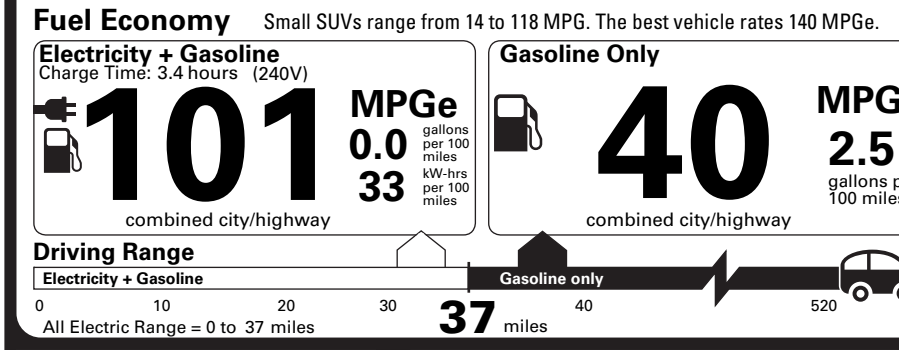 Fuel Economy Small SUVs range from 14 to 118 MPG. The best vehicle rates 140 MPGe.
Electricity + Gasoline
Charge Time: 3.4 hours (240V)
101
MPGe
0.0 gallons per 100 miles
33 kW-hrs per 100 miles
combined city/highway
Gasoline Only
40
MPG
2.5
gallons p
100 miles
combined city/highway
Driving Range
Electricity + Gasoline
Gasoline only
0 10 20 30 40 520
All Electric Range = 0 to 37 miles
37 miles